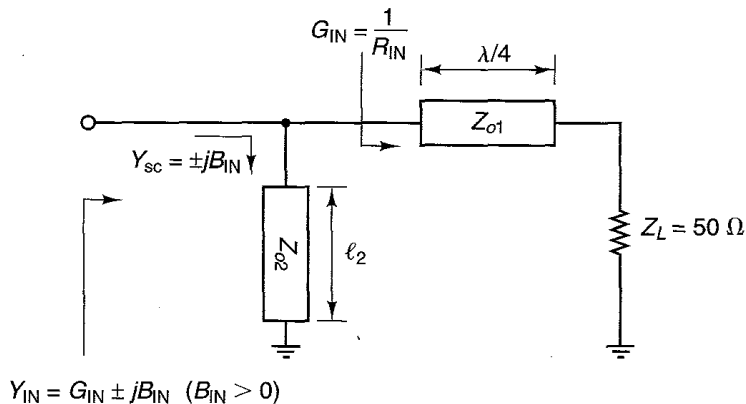 G_IN = 1/R_IN
λ/4
Z_o1
Y_sc = ±jB_IN
Z_o2
ℓ_2
Z_L = 50 Ω
Y_IN = G_IN ± jB_IN (B_IN > 0)